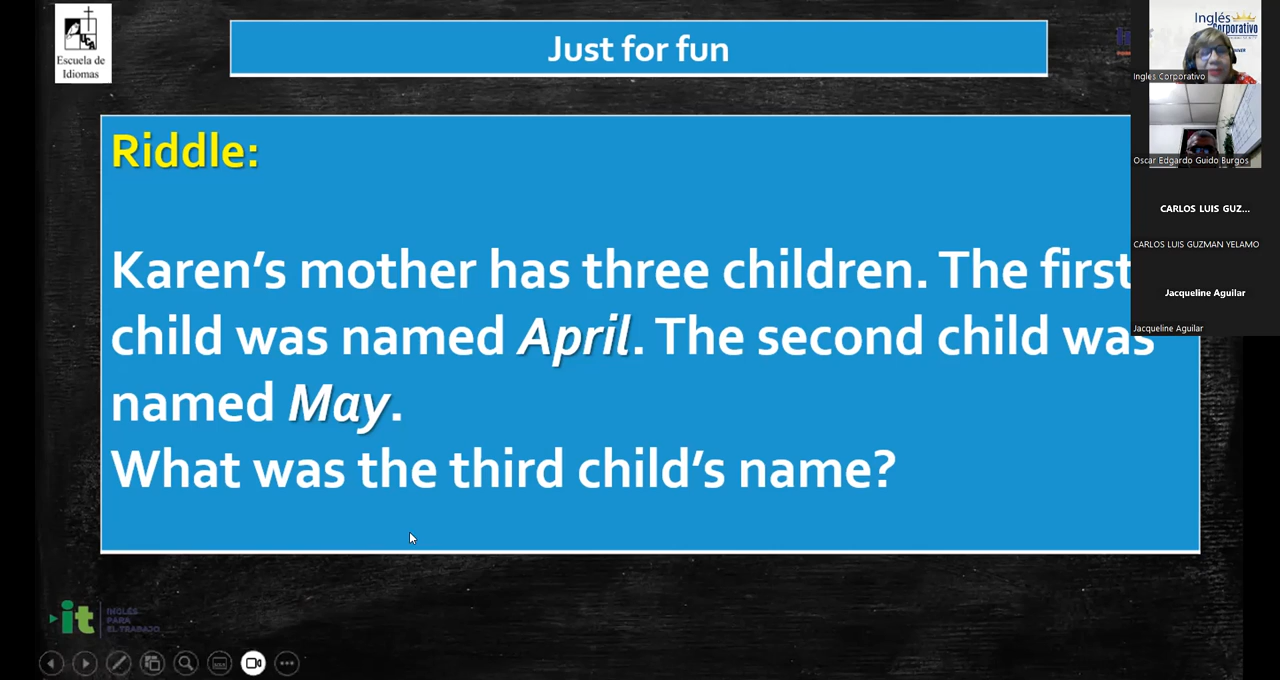 Escuela de
Idiomas
Just for fun
Riddle:
Karen's mother has three children. The first
child was named April. The second child was
named May.
What was the third child's name?
Inglés
Corporativo
Ingles Corporativo
Oscar Edgardo Guido Burgos
CARLOS LUIS GUZ...
CARLOS LUIS GUZMAN YELAMO
Jacqueline Aguilar
Jacqueline Aguilar
it
INGLÉS
PARA
EL TRABAJO